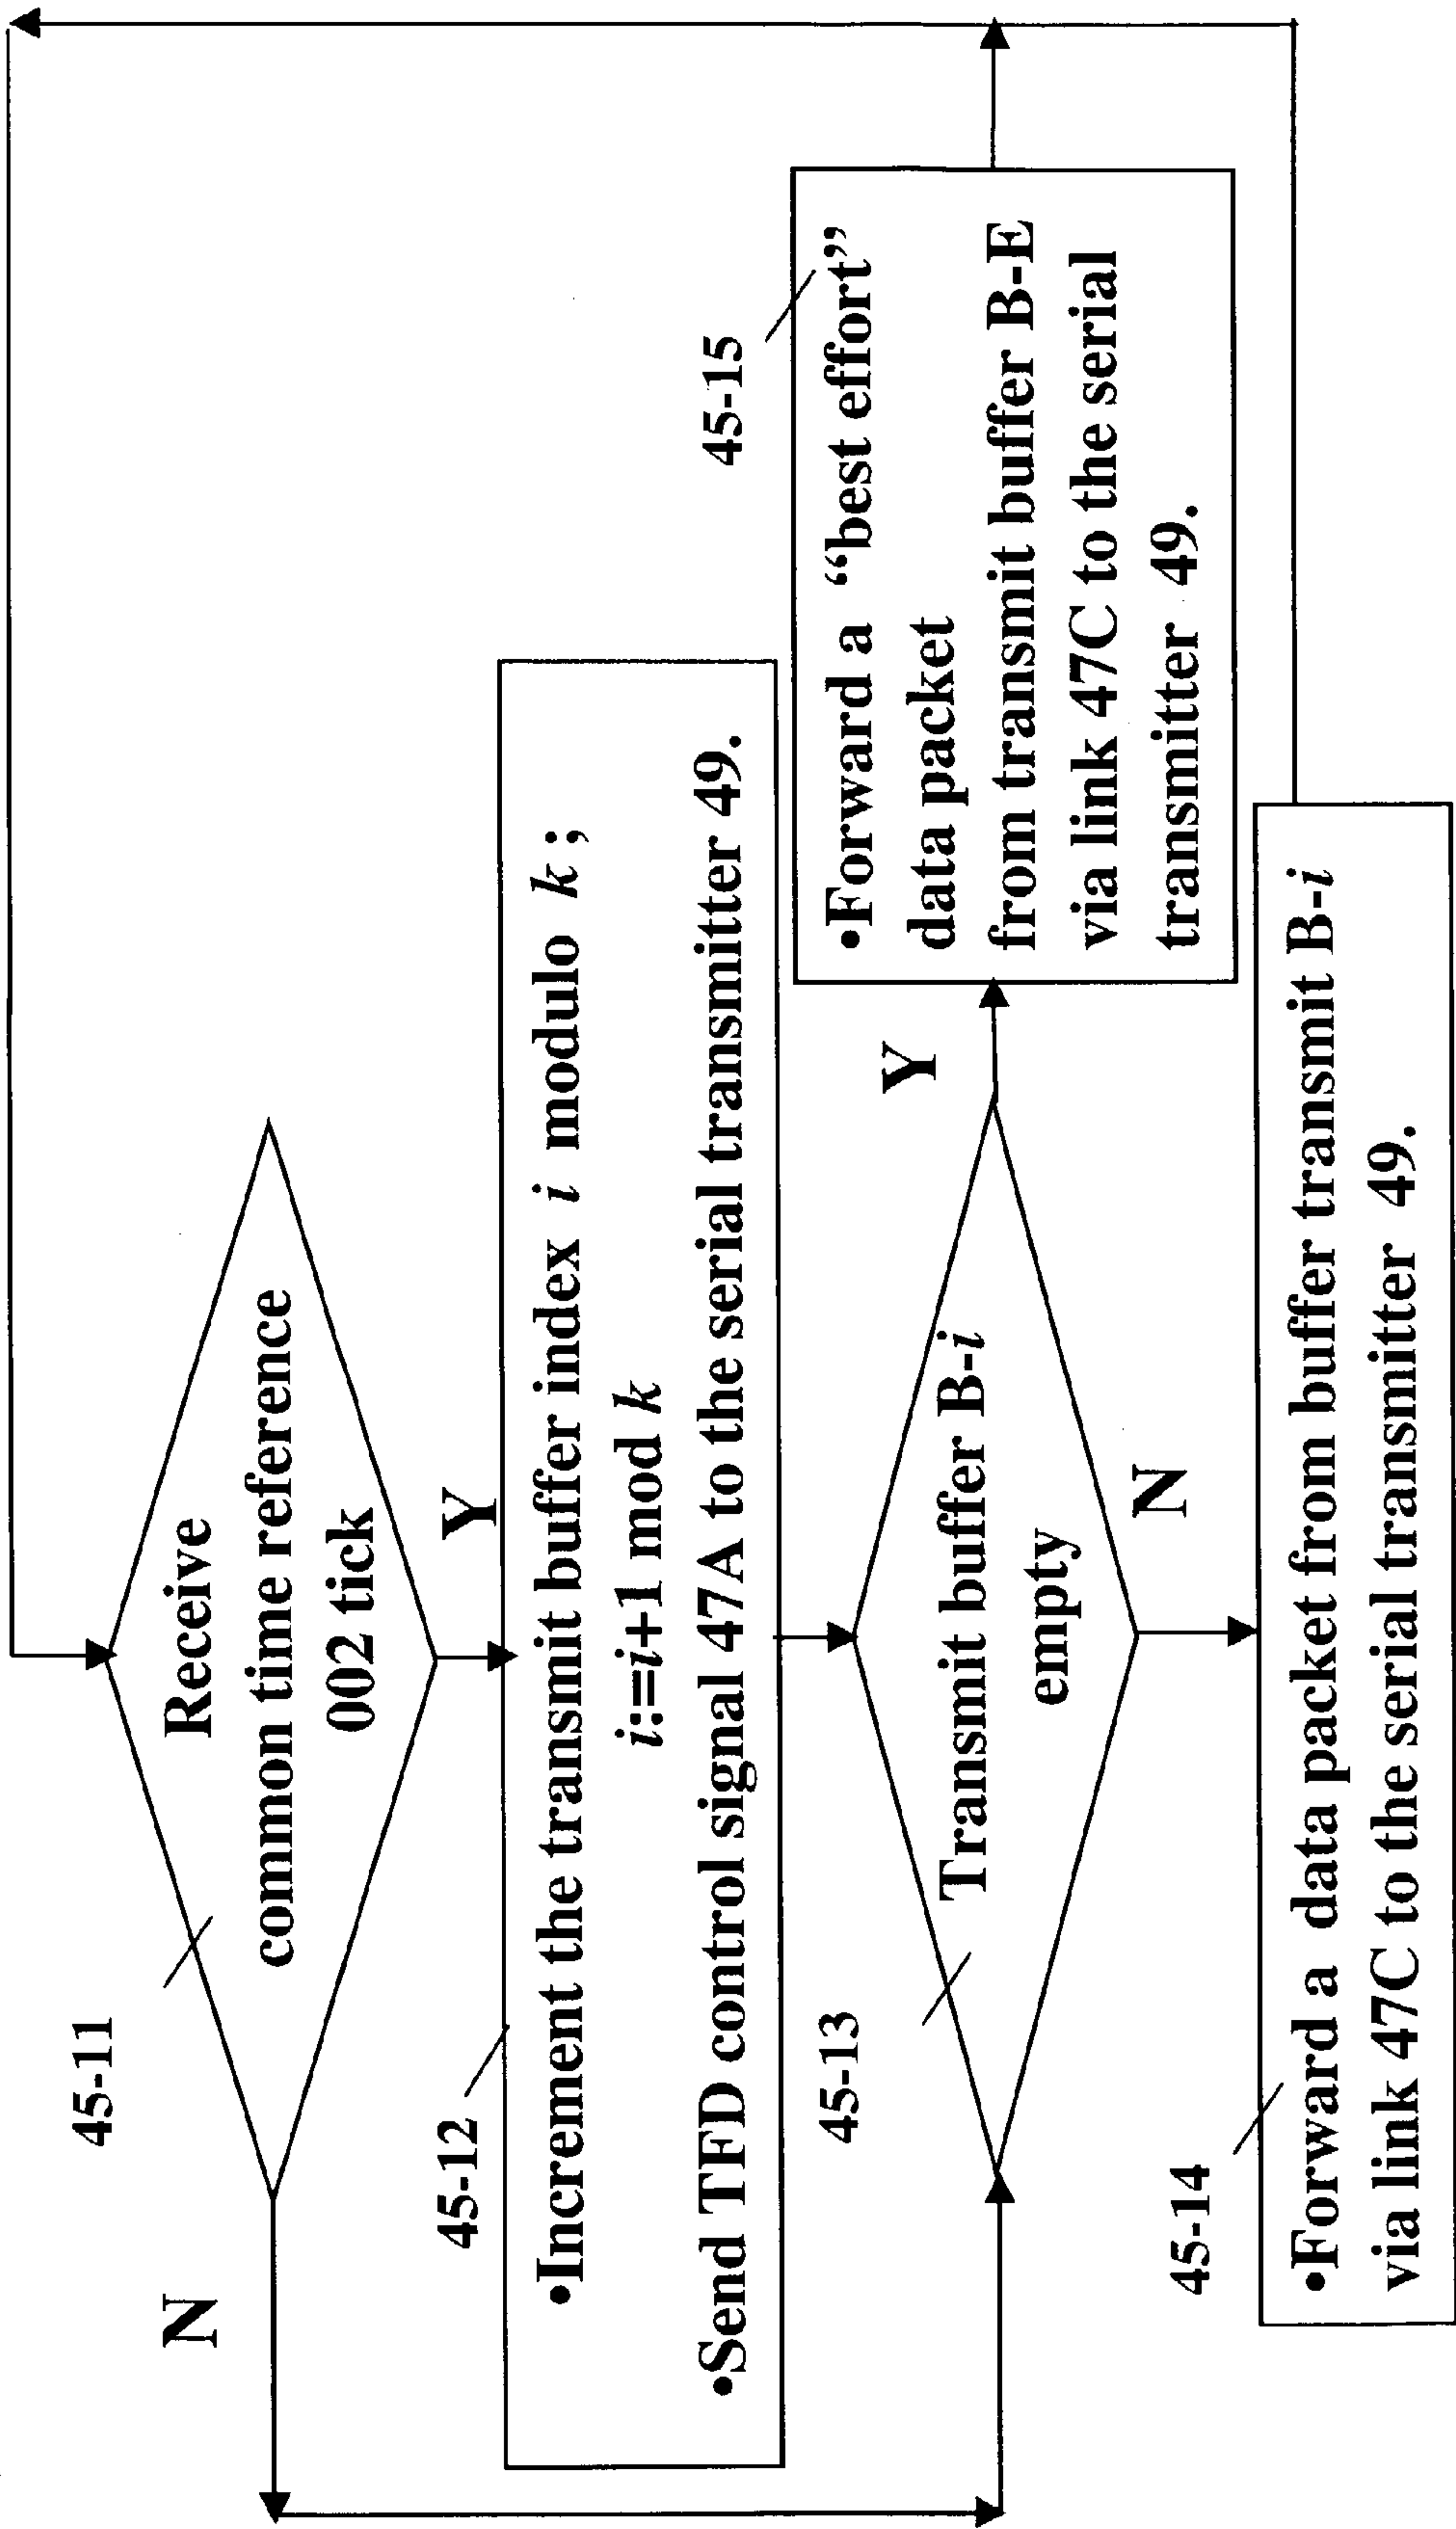 45-11
Receive
common time reference
002 tick
N
Y
45-12
•Increment the transmit buffer index i modulo k ;
i:=i+1 mod k
•Send TFD control signal 47A to the serial transmitter 49.
45-13
Transmit buffer B-i
empty
Y
N
45-15
•Forward a “best effort”
data packet
from transmit buffer B-E
via link 47C to the serial
transmitter 49.
45-14
•Forward a data packet from buffer transmit B-i
via link 47C to the serial transmitter 49.